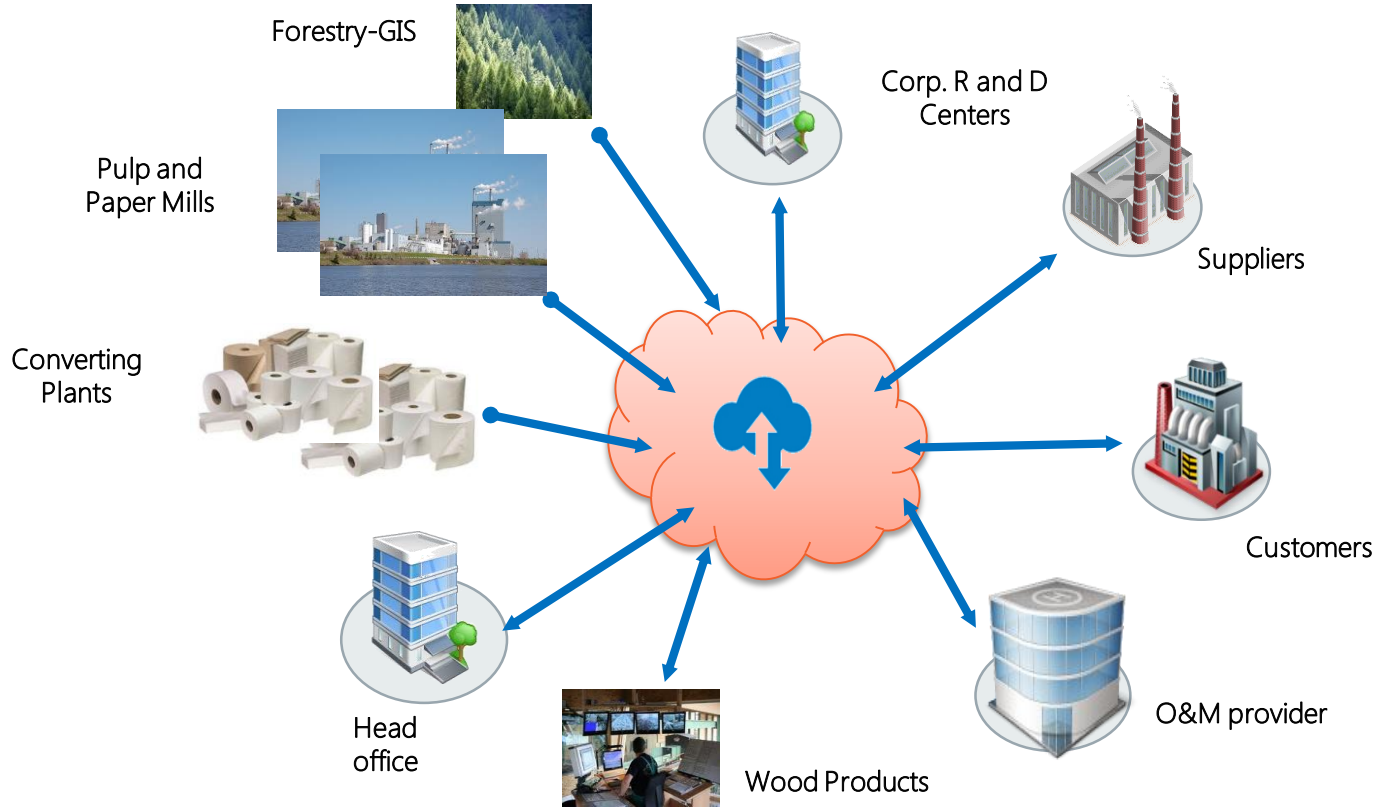 Forestry-GIS
Corp. R and D
Centers
Pulp and
Paper Mills
Suppliers
Converting
Plants
Customers
O&M provider
Head
office
Wood Products